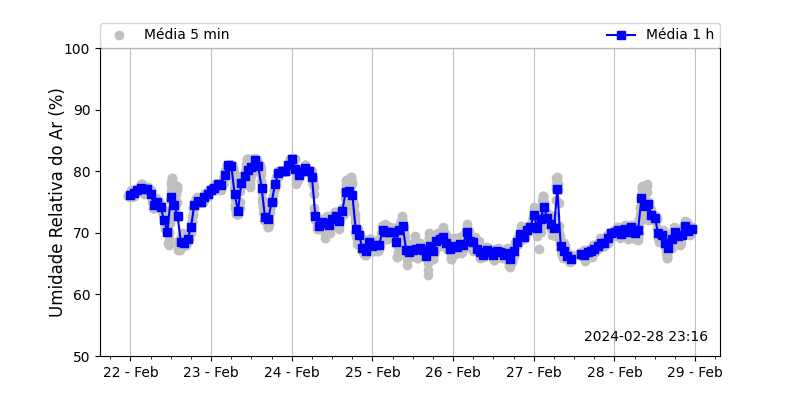 Média 5 min
Média 1 h
Umidade Relativa do Ar (%)
100
90
80
70
60
50
2024-02-28 23:16
22 - Feb
23 - Feb
24 - Feb
25 - Feb
26 - Feb
27 - Feb
28 - Feb
29 - Feb